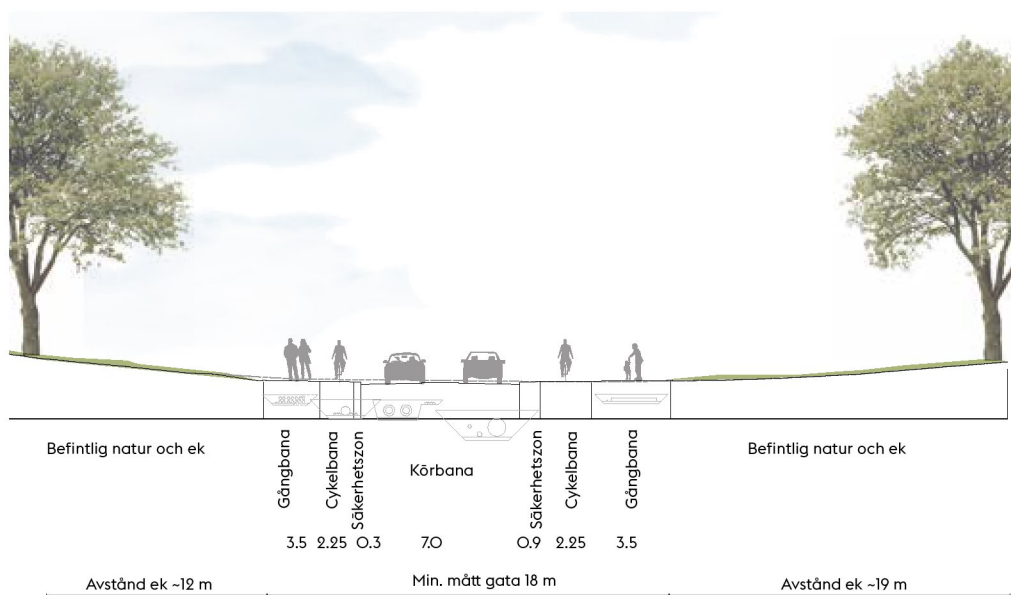 Befintlig natur och ek
Gångbana
Cykelbana
Säkerhetszon
Körbana
Säkerhetszon
Cykelbana
Gångbana
Befintlig natur och ek
3.5 2.25 0.3 7.0 0.9 2.25 3.5
Avstånd ek ~12 m
Min. mått gata 18 m
Avstånd ek ~19 m